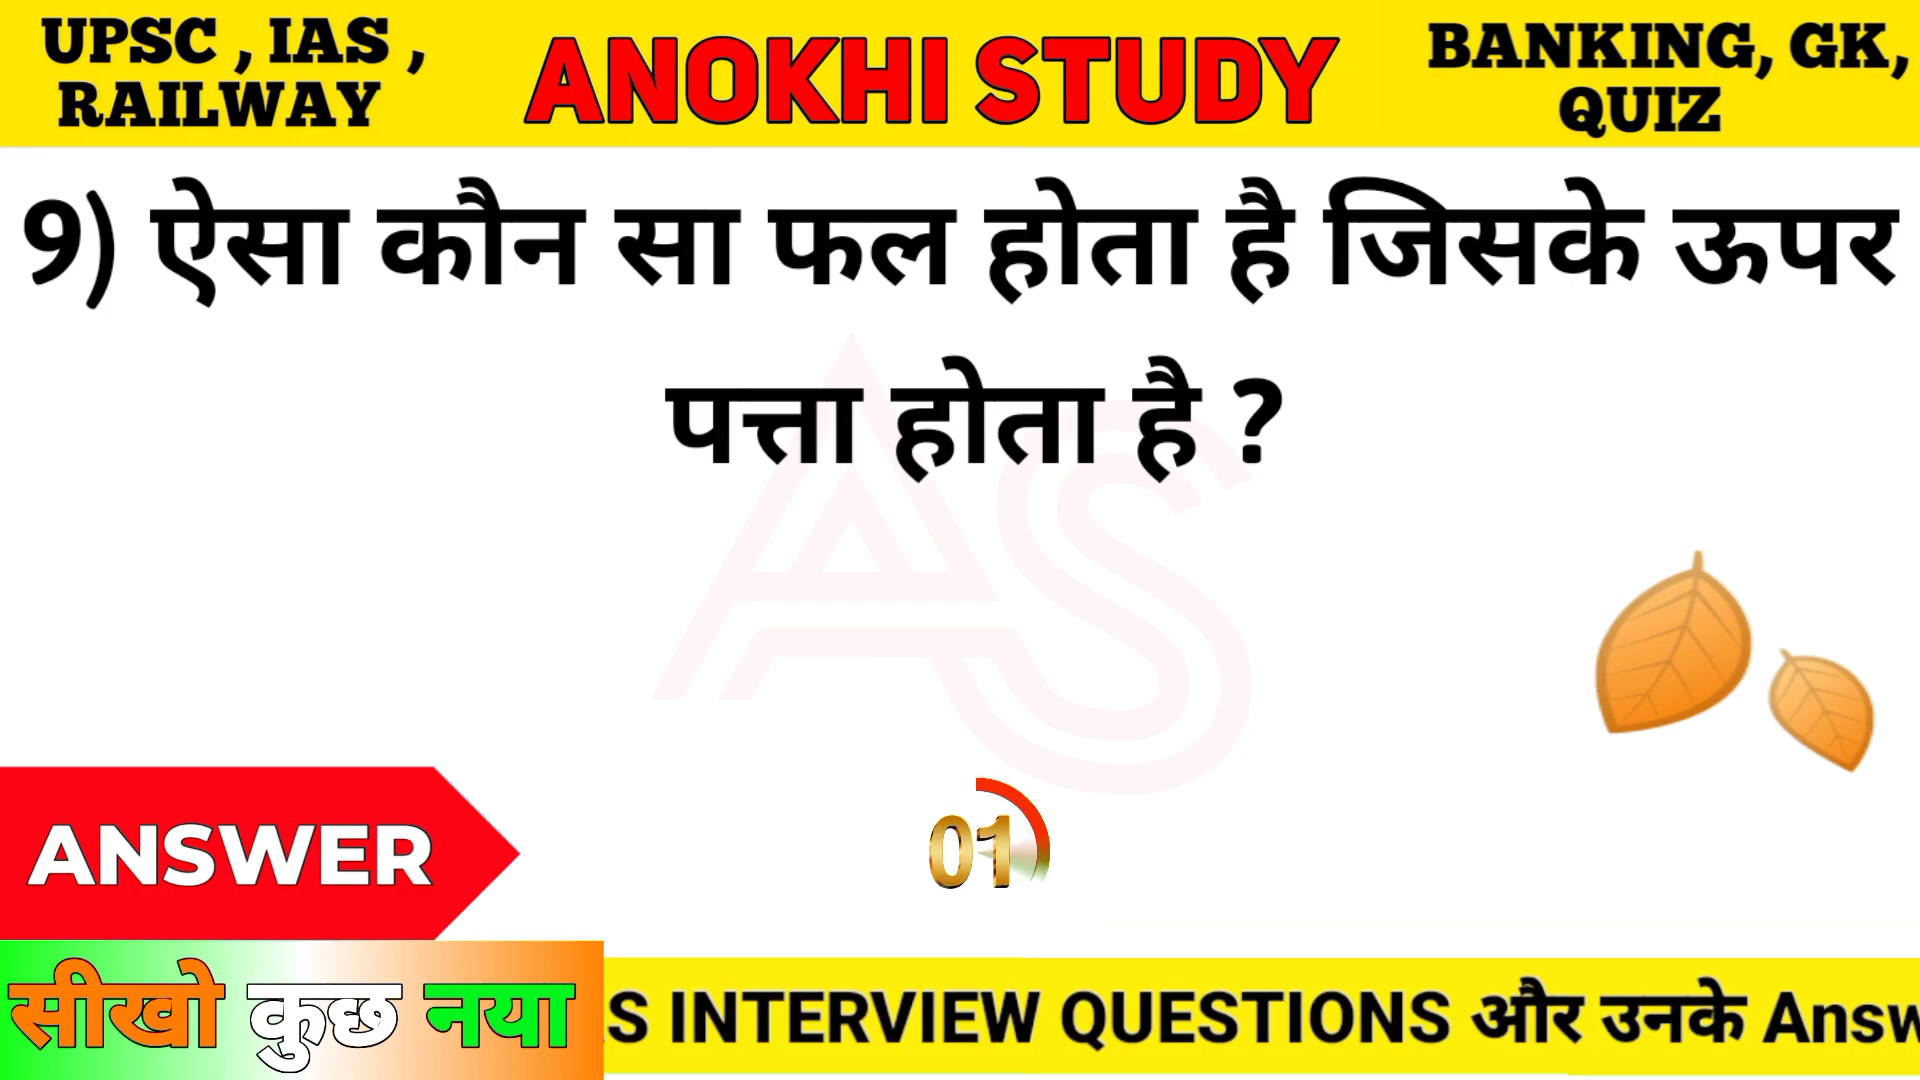 UPSC , IAS ,
RAILWAY
ANOKHI STUDY
BANKING, GK,
QUIZ
9) ऐसा कौन सा फल होता है जिसके ऊपर
पत्ता होता है ?
AS
01
ANSWER
सीखो कुछ नया
S INTERVIEW QUESTIONS और उनके Answ